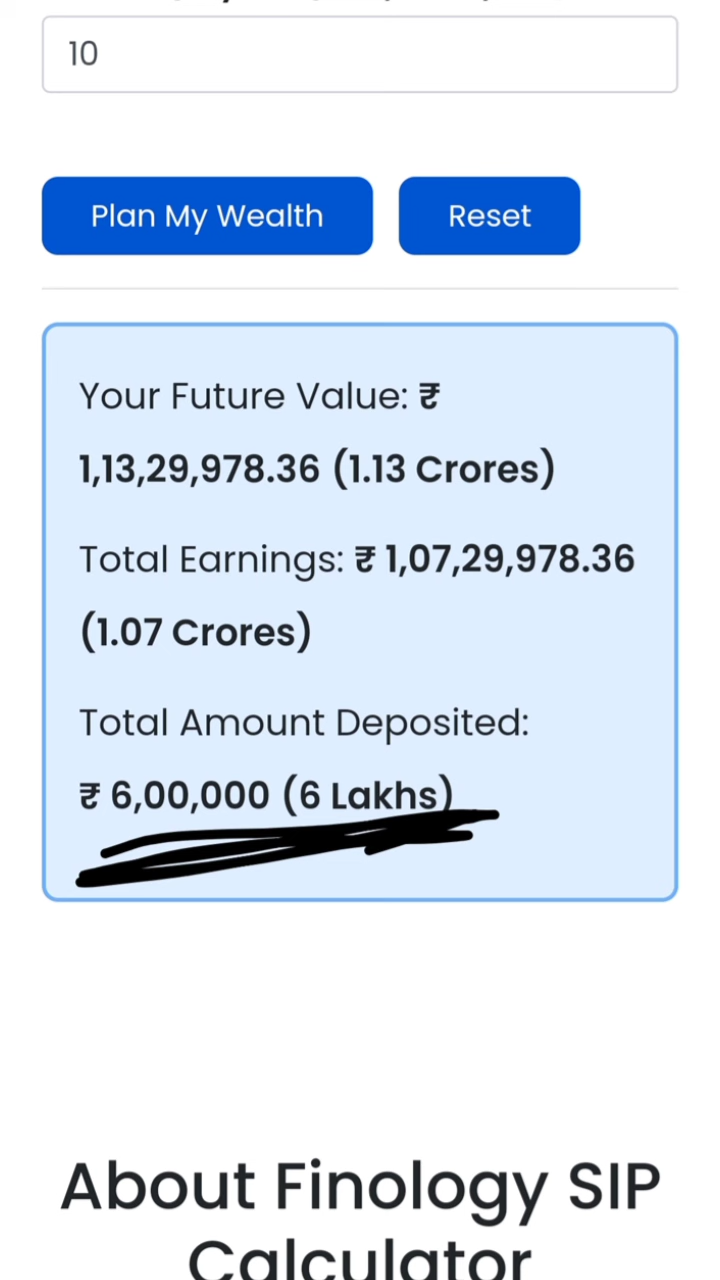 10
Plan My Wealth
Reset
Your Future Value: ₹
1,13,29,978.36 (1.13 Crores)
Total Earnings: ₹ 1,07,29,978.36
(1.07 Crores)
Total Amount Deposited:
₹ 6,00,000 (6 Lakhs)
About Finology SIP
Calculator